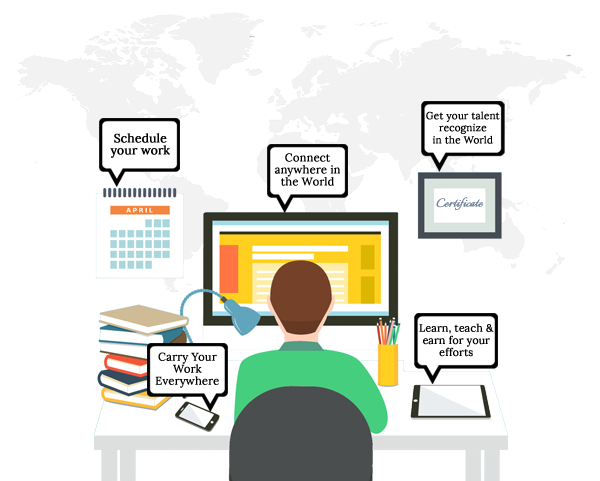 Get your talent
recognize
in the World
Schedule
your work
Connect
anywhere in
the World
APRIL
Certificate
Learn, teach &
earn for your
efforts
Carry Your
Work
Everywhere